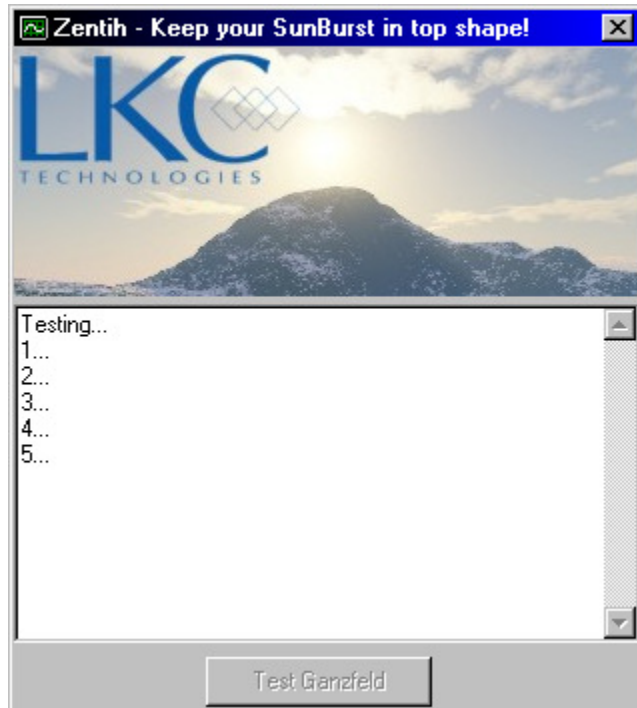 Zentih - Keep your SunBurst in top shape!
LKC
TECHNOLOGIES
Testing...
1...
2...
3...
4...
5...
Test Ganzfeld